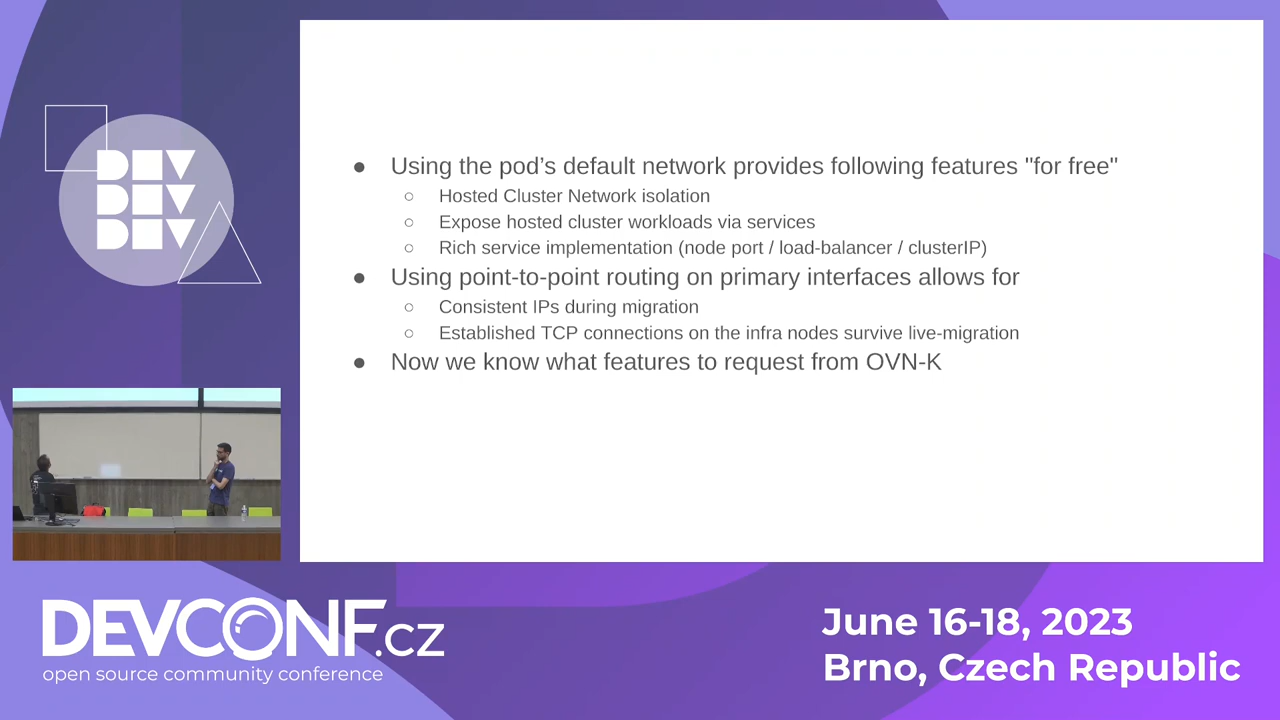 DEV
DEV
DEV
● Using the pod’s default network provides following features "for free"
○ Hosted Cluster Network isolation
○ Expose hosted cluster workloads via services
○ Rich service implementation (node port / load-balancer / clusterIP)
● Using point-to-point routing on primary interfaces allows for
○ Consistent IPs during migration
○ Established TCP connections on the infra nodes survive live-migration
● Now we know what features to request from OVN-K
DEVCONF.cz
open source community conference
June 16-18, 2023
Brno, Czech Republic